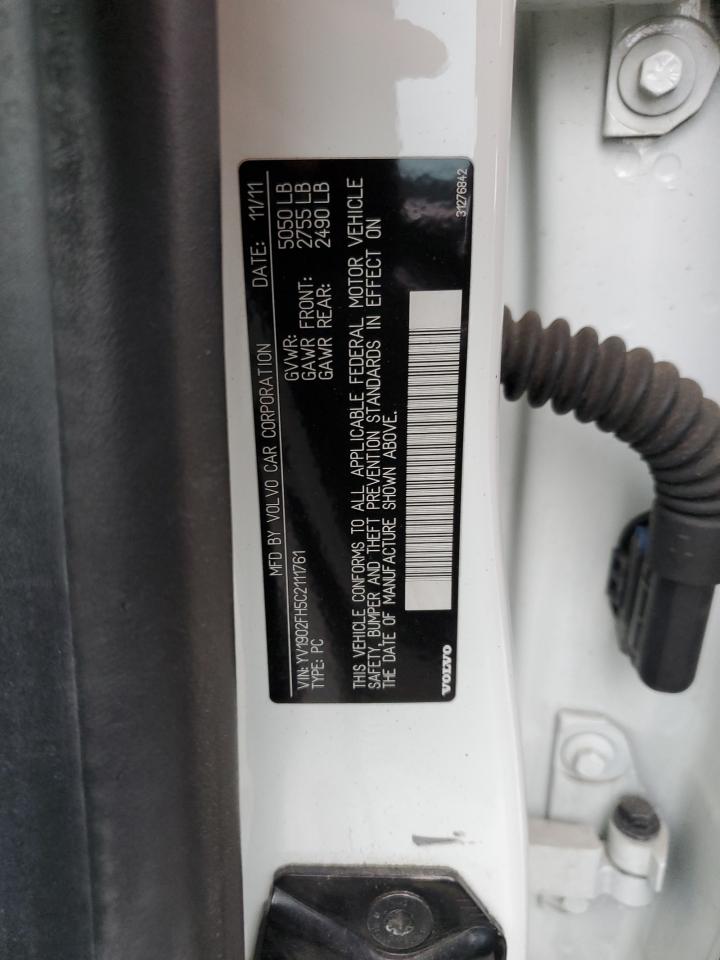 MFD BY VOLVO CAR CORPORATION DATE: 11/11
GVWR: 5050 LB
GAWR FRONT: 2755 LB
GAWR REAR: 2490 LB
VIN: YV1902FH5C2111761
TYPE: PC
THIS VEHICLE CONFORMS TO ALL APPLICABLE FEDERAL MOTOR VEHICLE
SAFETY, BUMPER AND THEFT PREVENTION STANDARDS IN EFFECT ON
THE DATE OF MANUFACTURE SHOWN ABOVE.
VOLVO
31276842